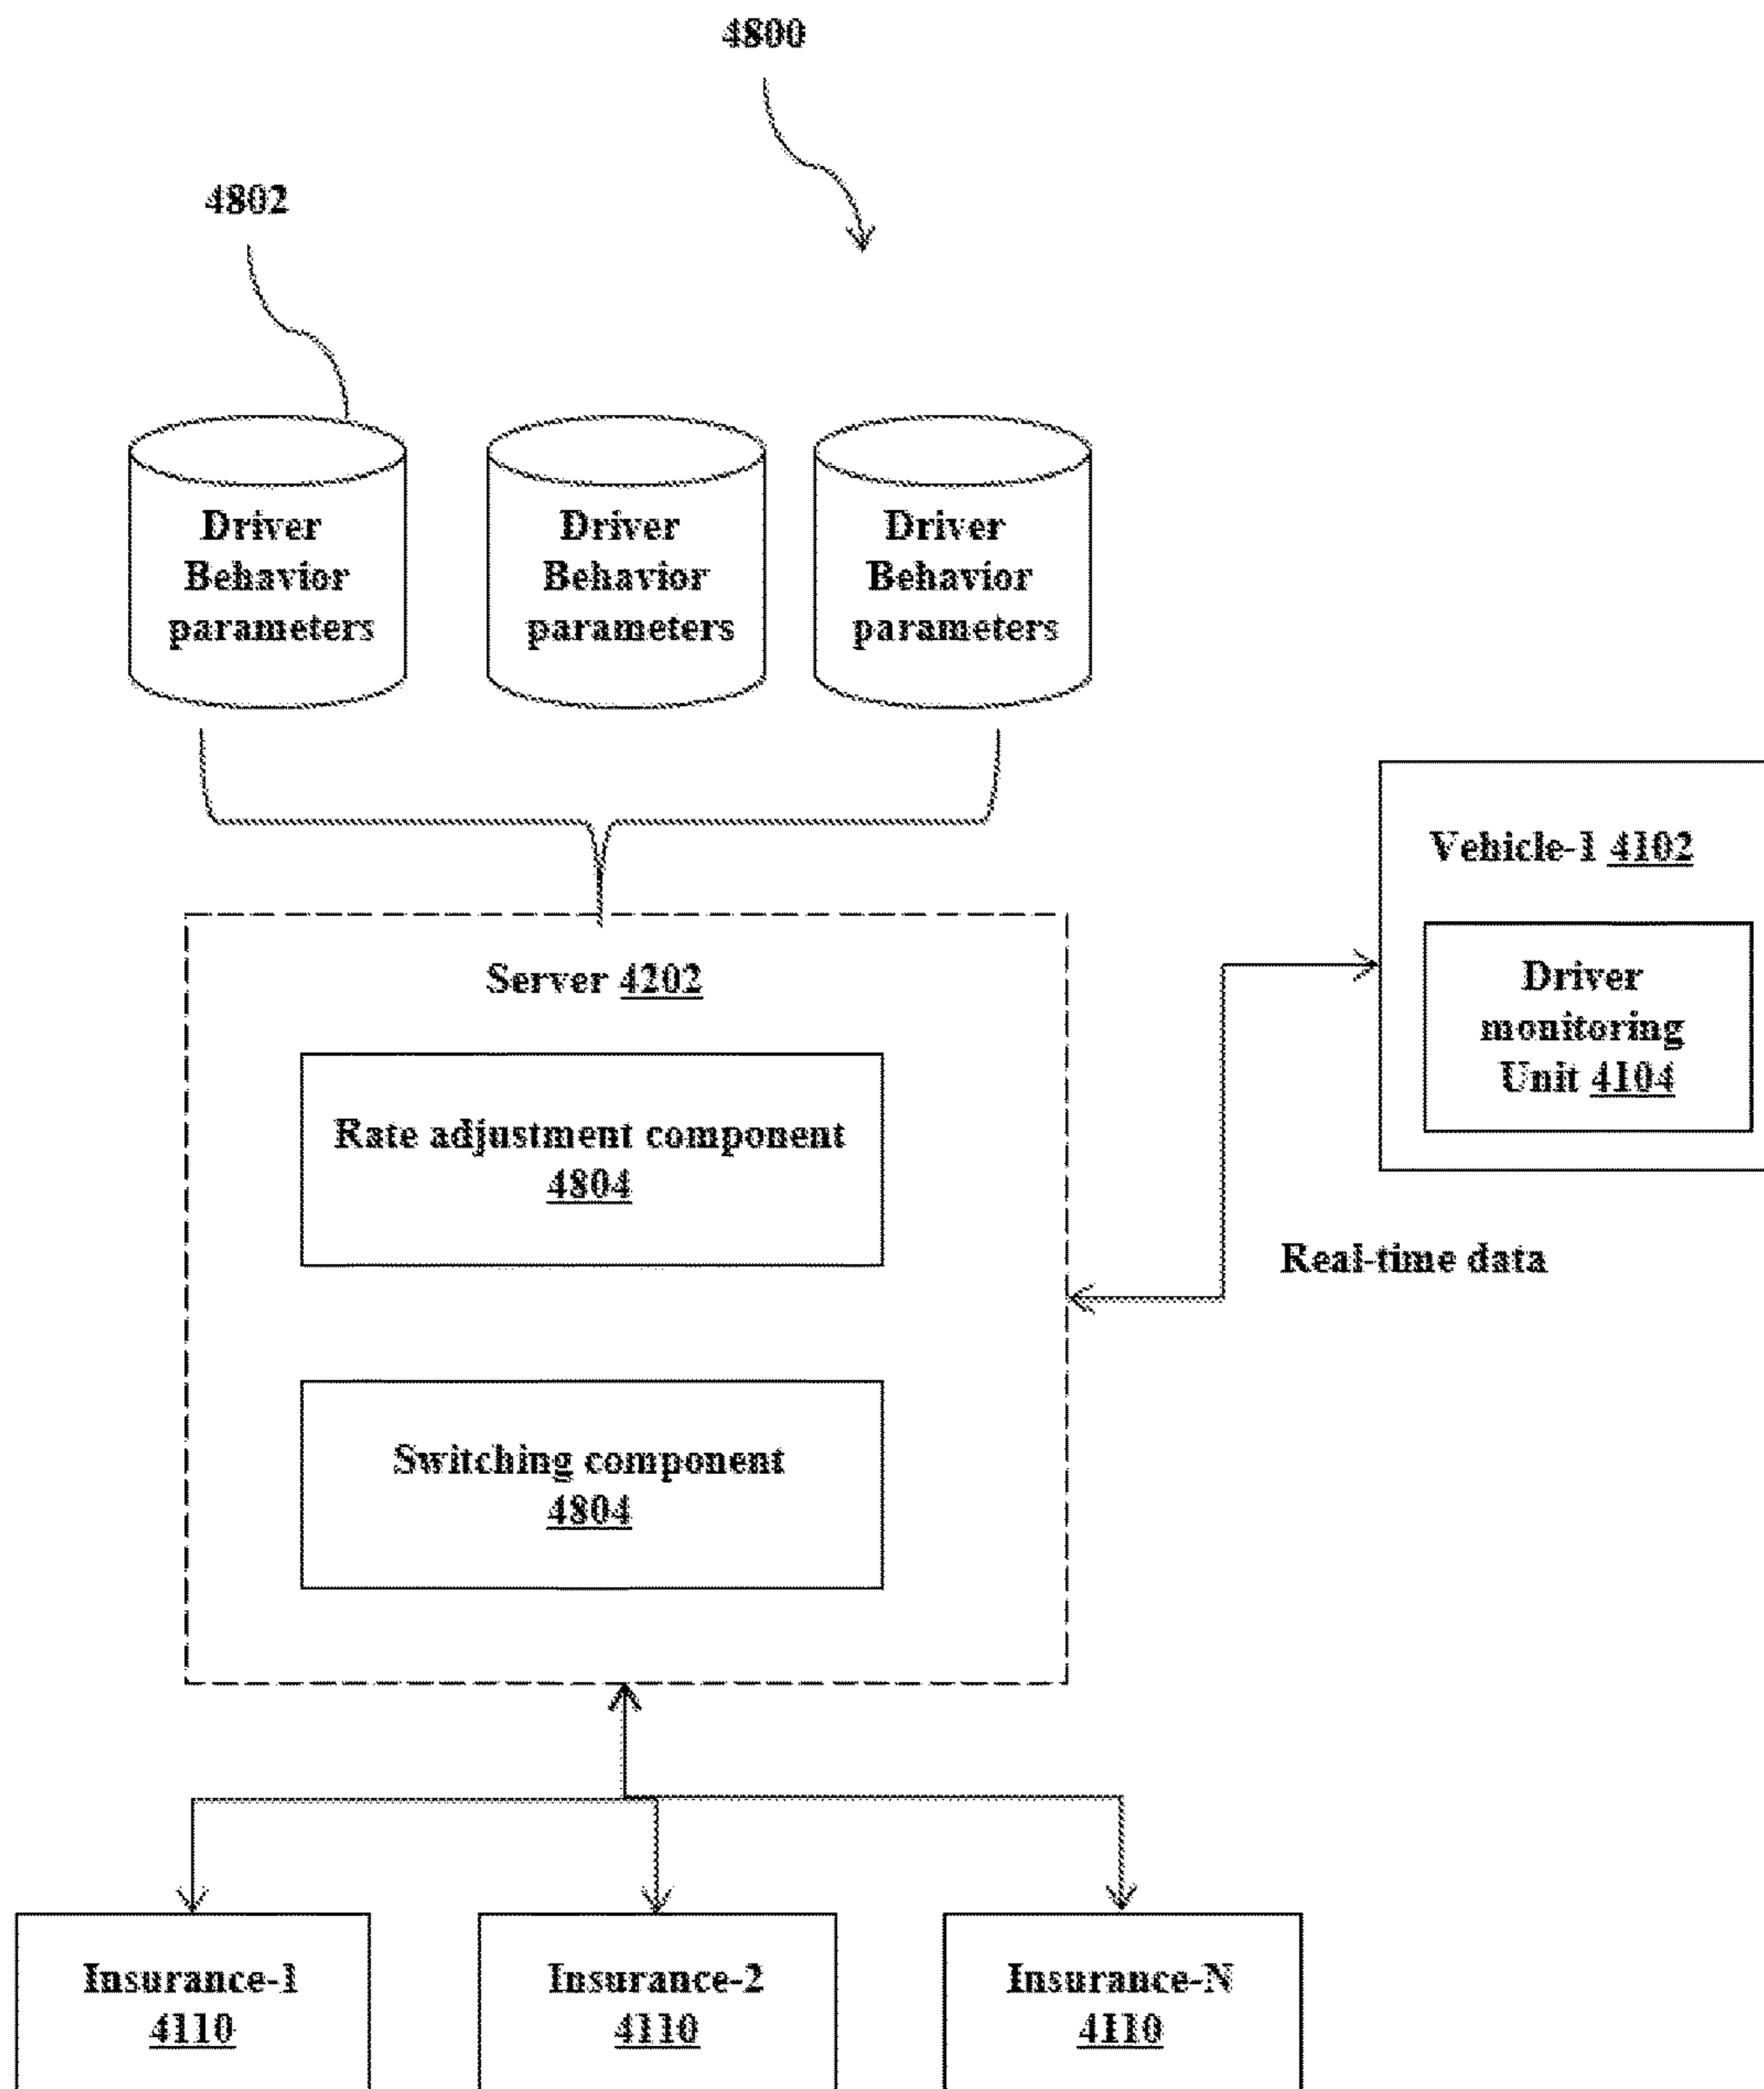 4800
4802
Driver
Behavior
parameters
Driver
Behavior
parameters
Driver
Behavior
parameters
Vehicle-1 4102
Driver
monitoring
Unit 4104
Server 4202
Rate adjustment component
4804
Real-time data
Switching component
4804
Insurance-1
4110
Insurance-2
4110
Insurance-N
4110